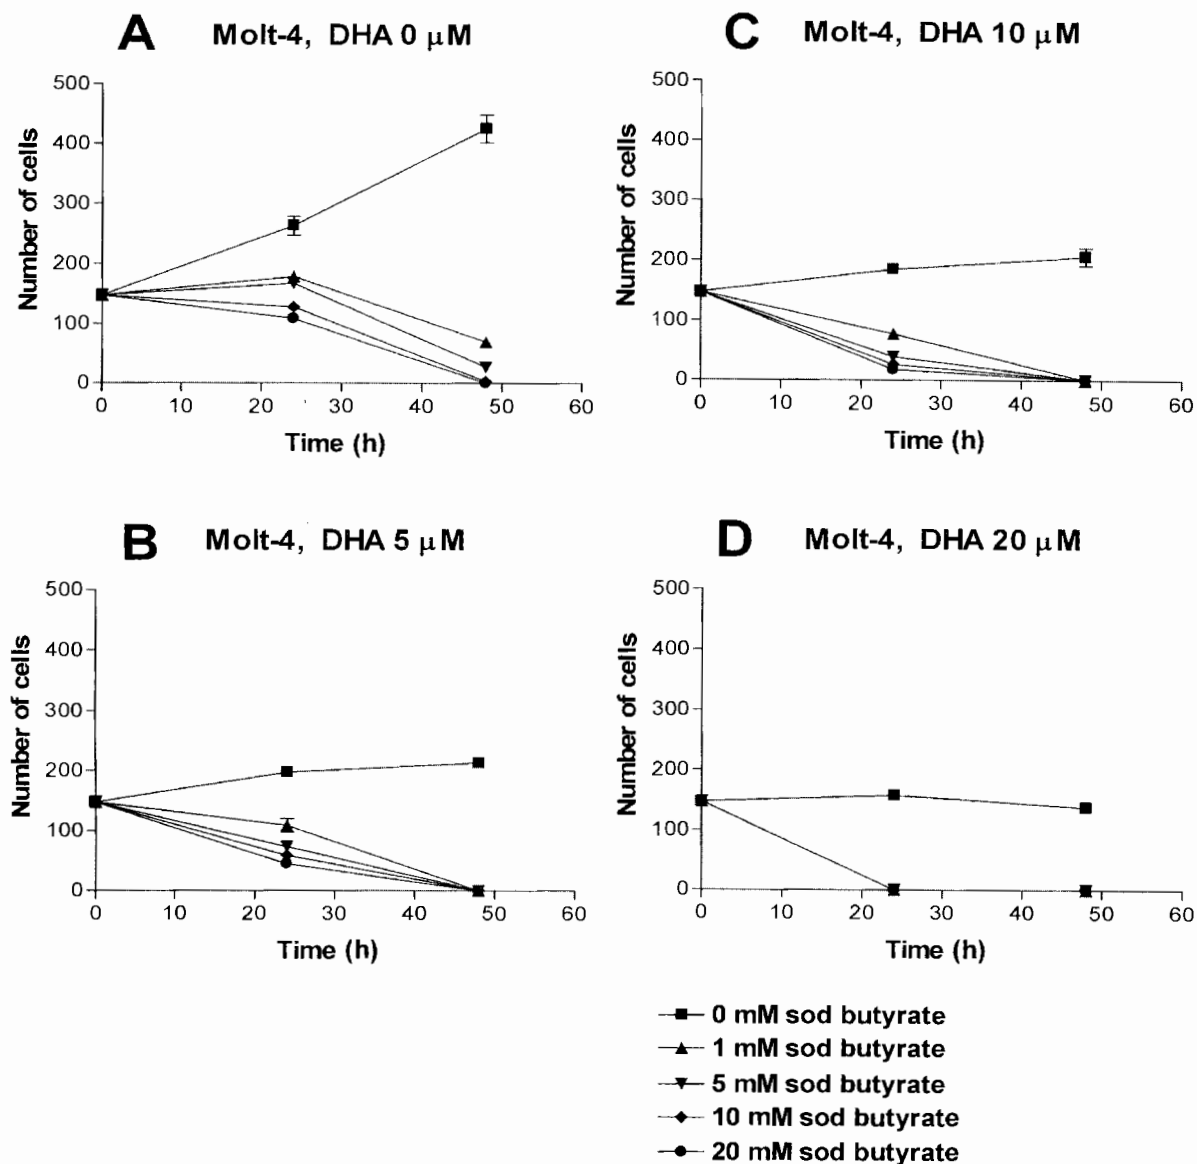 A Molt-4, DHA 0 µM
500
400
300
200
100
0
Number of cells
0 10 20 30 40 50 60
Time (h)
C Molt-4, DHA 10 µM
500
400
300
200
100
0
Number of cells
0 10 20 30 40 50 60
Time (h)
B Molt-4, DHA 5 µM
500
400
300
200
100
0
Number of cells
0 10 20 30 40 50 60
Time (h)
D Molt-4, DHA 20 µM
500
400
300
200
100
0
Number of cells
0 10 20 30 40 50 60
Time (h)
0 mM sod butyrate
1 mM sod butyrate
5 mM sod butyrate
10 mM sod butyrate
20 mM sod butyrate